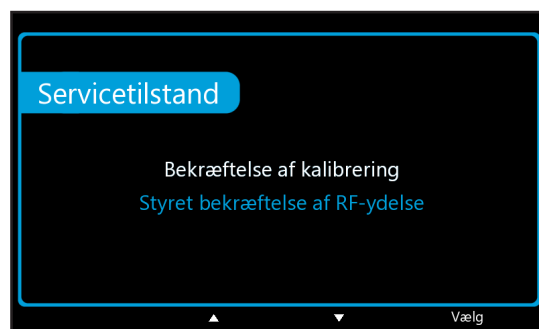 Servicetilstand
Bekræftelse af kalibrering
Styret bekræftelse af RF-ydelse
▲ ▼ Vælg